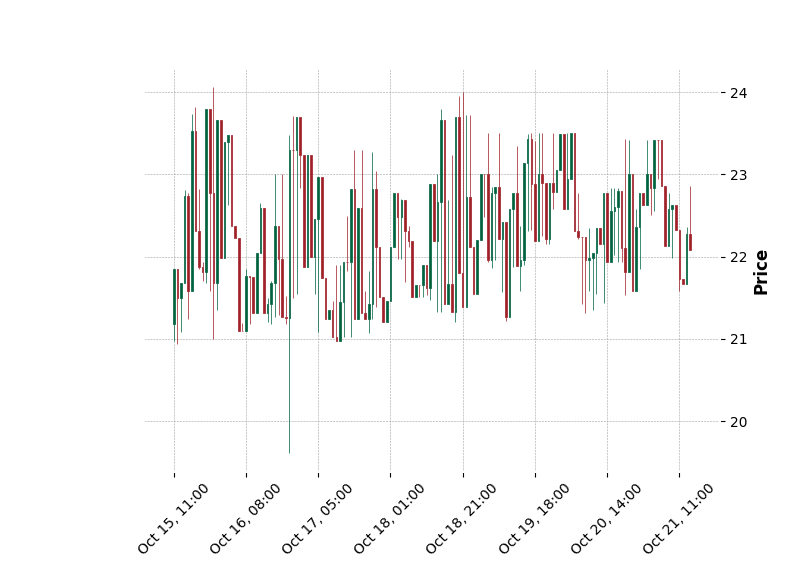 24
23
22
21
20
Price
Oct 15, 11:00
Oct 16, 08:00
Oct 17, 05:00
Oct 18, 01:00
Oct 18, 21:00
Oct 19, 18:00
Oct 20, 14:00
Oct 21, 11:00